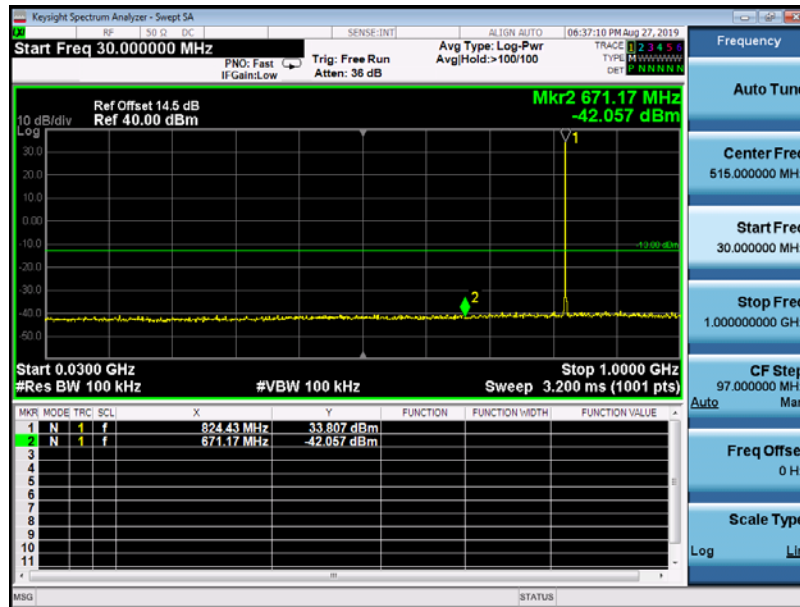 Keysight Spectrum Analyzer - Swept SA
RF 50 Ω DC SENSE:INT ALIGN AUTO 06:37:10 PM Aug 27, 2019
Start Freq 30.000000 MHz
PNO: Fast
IFGain:Low
Trig: Free Run
Atten: 36 dB
Avg Type: Log-Pwr
Avg|Hold:>100/100
TRACE 1 2 3 4 5 6
TYPE M WWWWW
DET P N N N N N
Ref Offset 14.5 dB
Ref 40.00 dBm
10 dB/div
Log
Mkr2 671.17 MHz
-42.057 dBm
1
30.0
20.0
10.0
0.00
-10.0
-13.00 dBm
-20.0
-30.0
2
-40.0
-50.0
Start 0.0300 GHz Stop 1.0000 GHz
#Res BW 100 kHz #VBW 100 kHz Sweep 3.200 ms (1001 pts)
MKR MODE TRC SCL X Y FUNCTION FUNCTION WIDTH FUNCTION VALUE
1 N 1 f 824.43 MHz 33.807 dBm
2 N 1 f 671.17 MHz -42.057 dBm
3
4
5
6
7
8
9
10
11
MSG STATUS
Frequency
Auto Tun
Center Fre
515.000000 MH
Start Fre
30.000000 MH
Stop Fre
1.000000000 GH
CF Step
97.000000 MH
Auto Ma
Freq Offse
0 H
Scale Type
Log Li